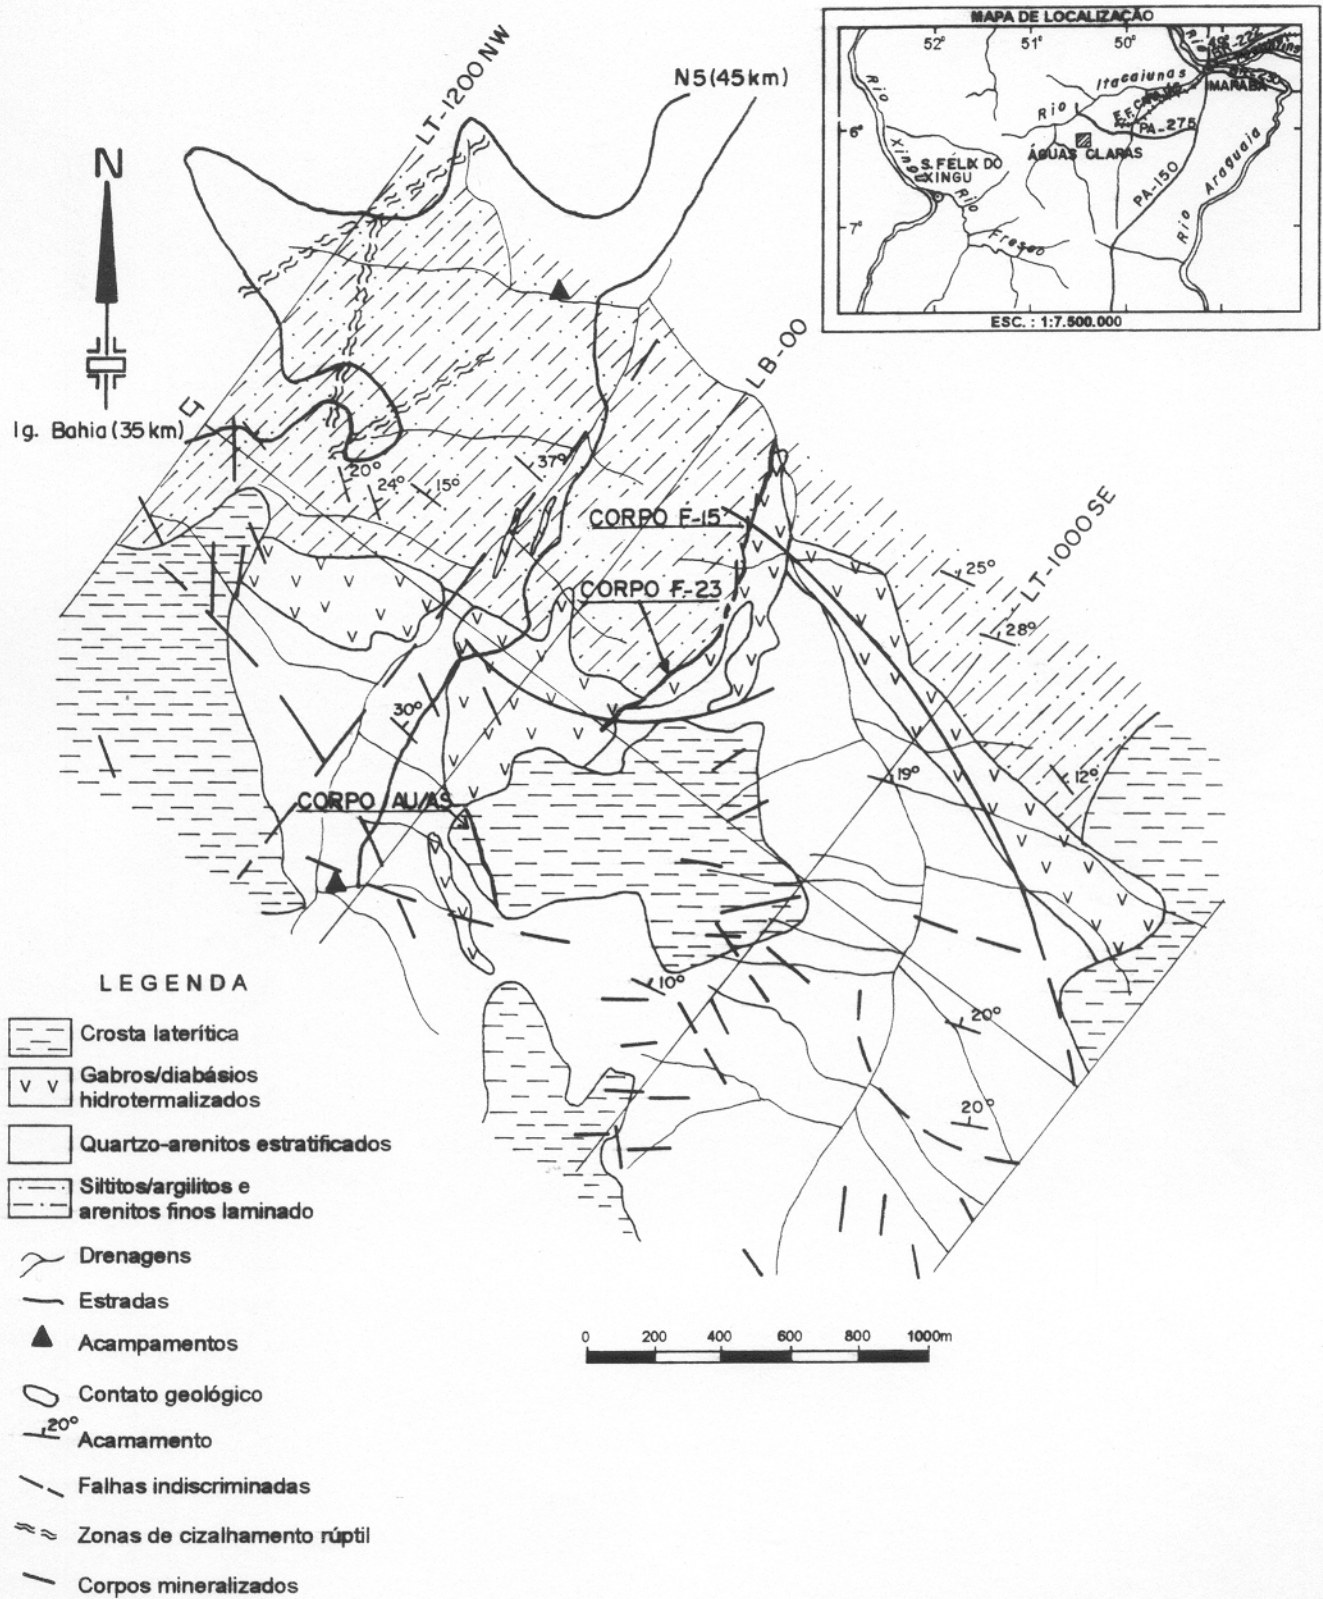 MAPA DE LOCALIZAÇÃO
52°
51°
50°
49°
BR-222
Rio
Itacaiunas
Rio
MARABÁ
PA-275
6°
ÁGUAS CLARAS
Rio
Xingu
S. FÉLIX DO
XINGU
Rio
Fresco
PA-150
Rio Araguaia
7°
ESC. : 1:7.500.000
LT-1200 NW
N5 (45 km)
N
LB-00
Ig. Bahia (35 km)
20°
24°
15°
37°
CORPO F-15
CORPO F-23
25°
LT-1000 SE
28°
30°
19°
12°
CORPO AU/AS
10°
20°
20°
LEGENDA
Crosta laterítica
Gabros/diabásios
hidrotermalizados
Quartzo-arenitos estratificados
Siltitos/argilitos e
arenitos finos laminado
Drenagens
Estradas
Acampamentos
Contato geológico
20°
Acamamento
Falhas indiscriminadas
Zonas de cizalhamento rúptil
Corpos mineralizados
0 200 400 600 800 1000m